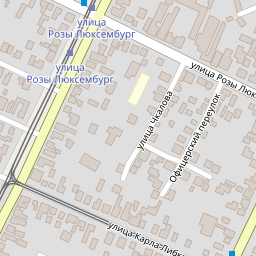 улица
Розы Люксембург
улица
Розы Люксембург
улица Розы Люк
улица Чкалова
Офицерский переулок
улица Карла Либк